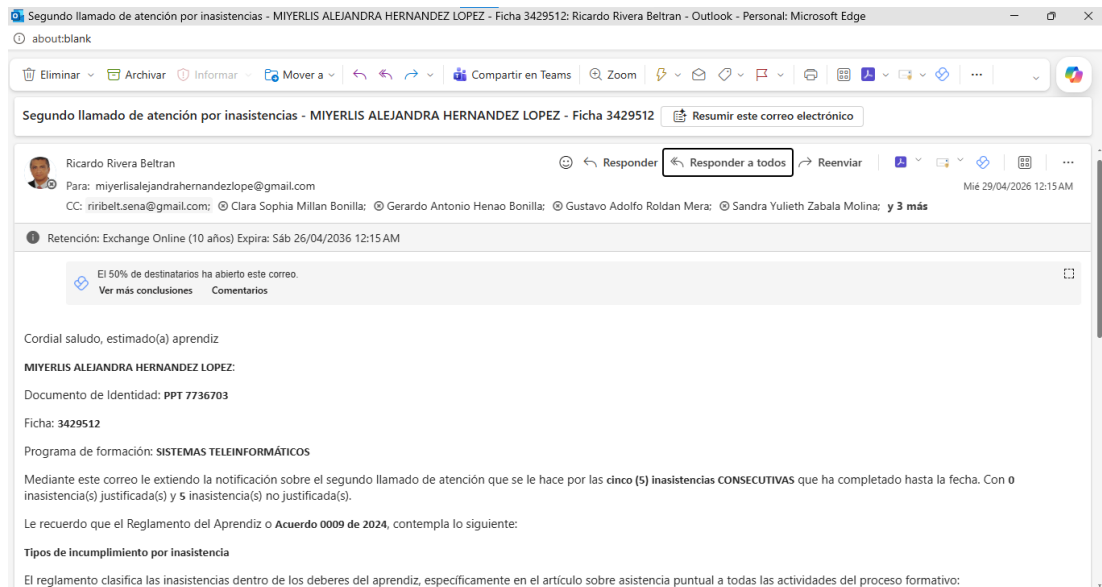 Segundo llamado de atención por inasistencias - MIYERLIS ALEJANDRA HERNANDEZ LOPEZ - Ficha 3429512: Ricardo Rivera Beltran - Outlook - Personal: Microsoft Edge
about:blank
Eliminar Archivar Informar Mover a Compartir en Teams Zoom
Segundo llamado de atención por inasistencias - MIYERLIS ALEJANDRA HERNANDEZ LOPEZ - Ficha 3429512 Resumir este correo electrónico
Ricardo Rivera Beltran Responder Responder a todos Reenviar
Para: miyerlisalejandrahernandezlope@gmail.com Mié 29/04/2026 12:15 AM
CC: riribelt.sena@gmail.com; Clara Sophia Millan Bonilla; Gerardo Antonio Henao Bonilla; Gustavo Adolfo Roldan Mera; Sandra Yulieth Zabala Molina; y 3 más
Retención: Exchange Online (10 años) Expira: Sáb 26/04/2036 12:15 AM
El 50% de destinatarios ha abierto este correo.
Ver más conclusiones Comentarios
Cordial saludo, estimado(a) aprendiz
MIYERLIS ALEJANDRA HERNANDEZ LOPEZ:
Documento de Identidad: PPT 7736703
Ficha: 3429512
Programa de formación: SISTEMAS TELEINFORMÁTICOS
Mediante este correo le extiendo la notificación sobre el segundo llamado de atención que se le hace por las cinco (5) inasistencias CONSECUTIVAS que ha completado hasta la fecha. Con 0
inasistencia(s) justificada(s) y 5 inasistencia(s) no justificada(s).
Le recuerdo que el Reglamento del Aprendiz o Acuerdo 0009 de 2024, contempla lo siguiente:
Tipos de incumplimiento por inasistencia
El reglamento clasifica las inasistencias dentro de los deberes del aprendiz, específicamente en el artículo sobre asistencia puntual a todas las actividades del proceso formativo: